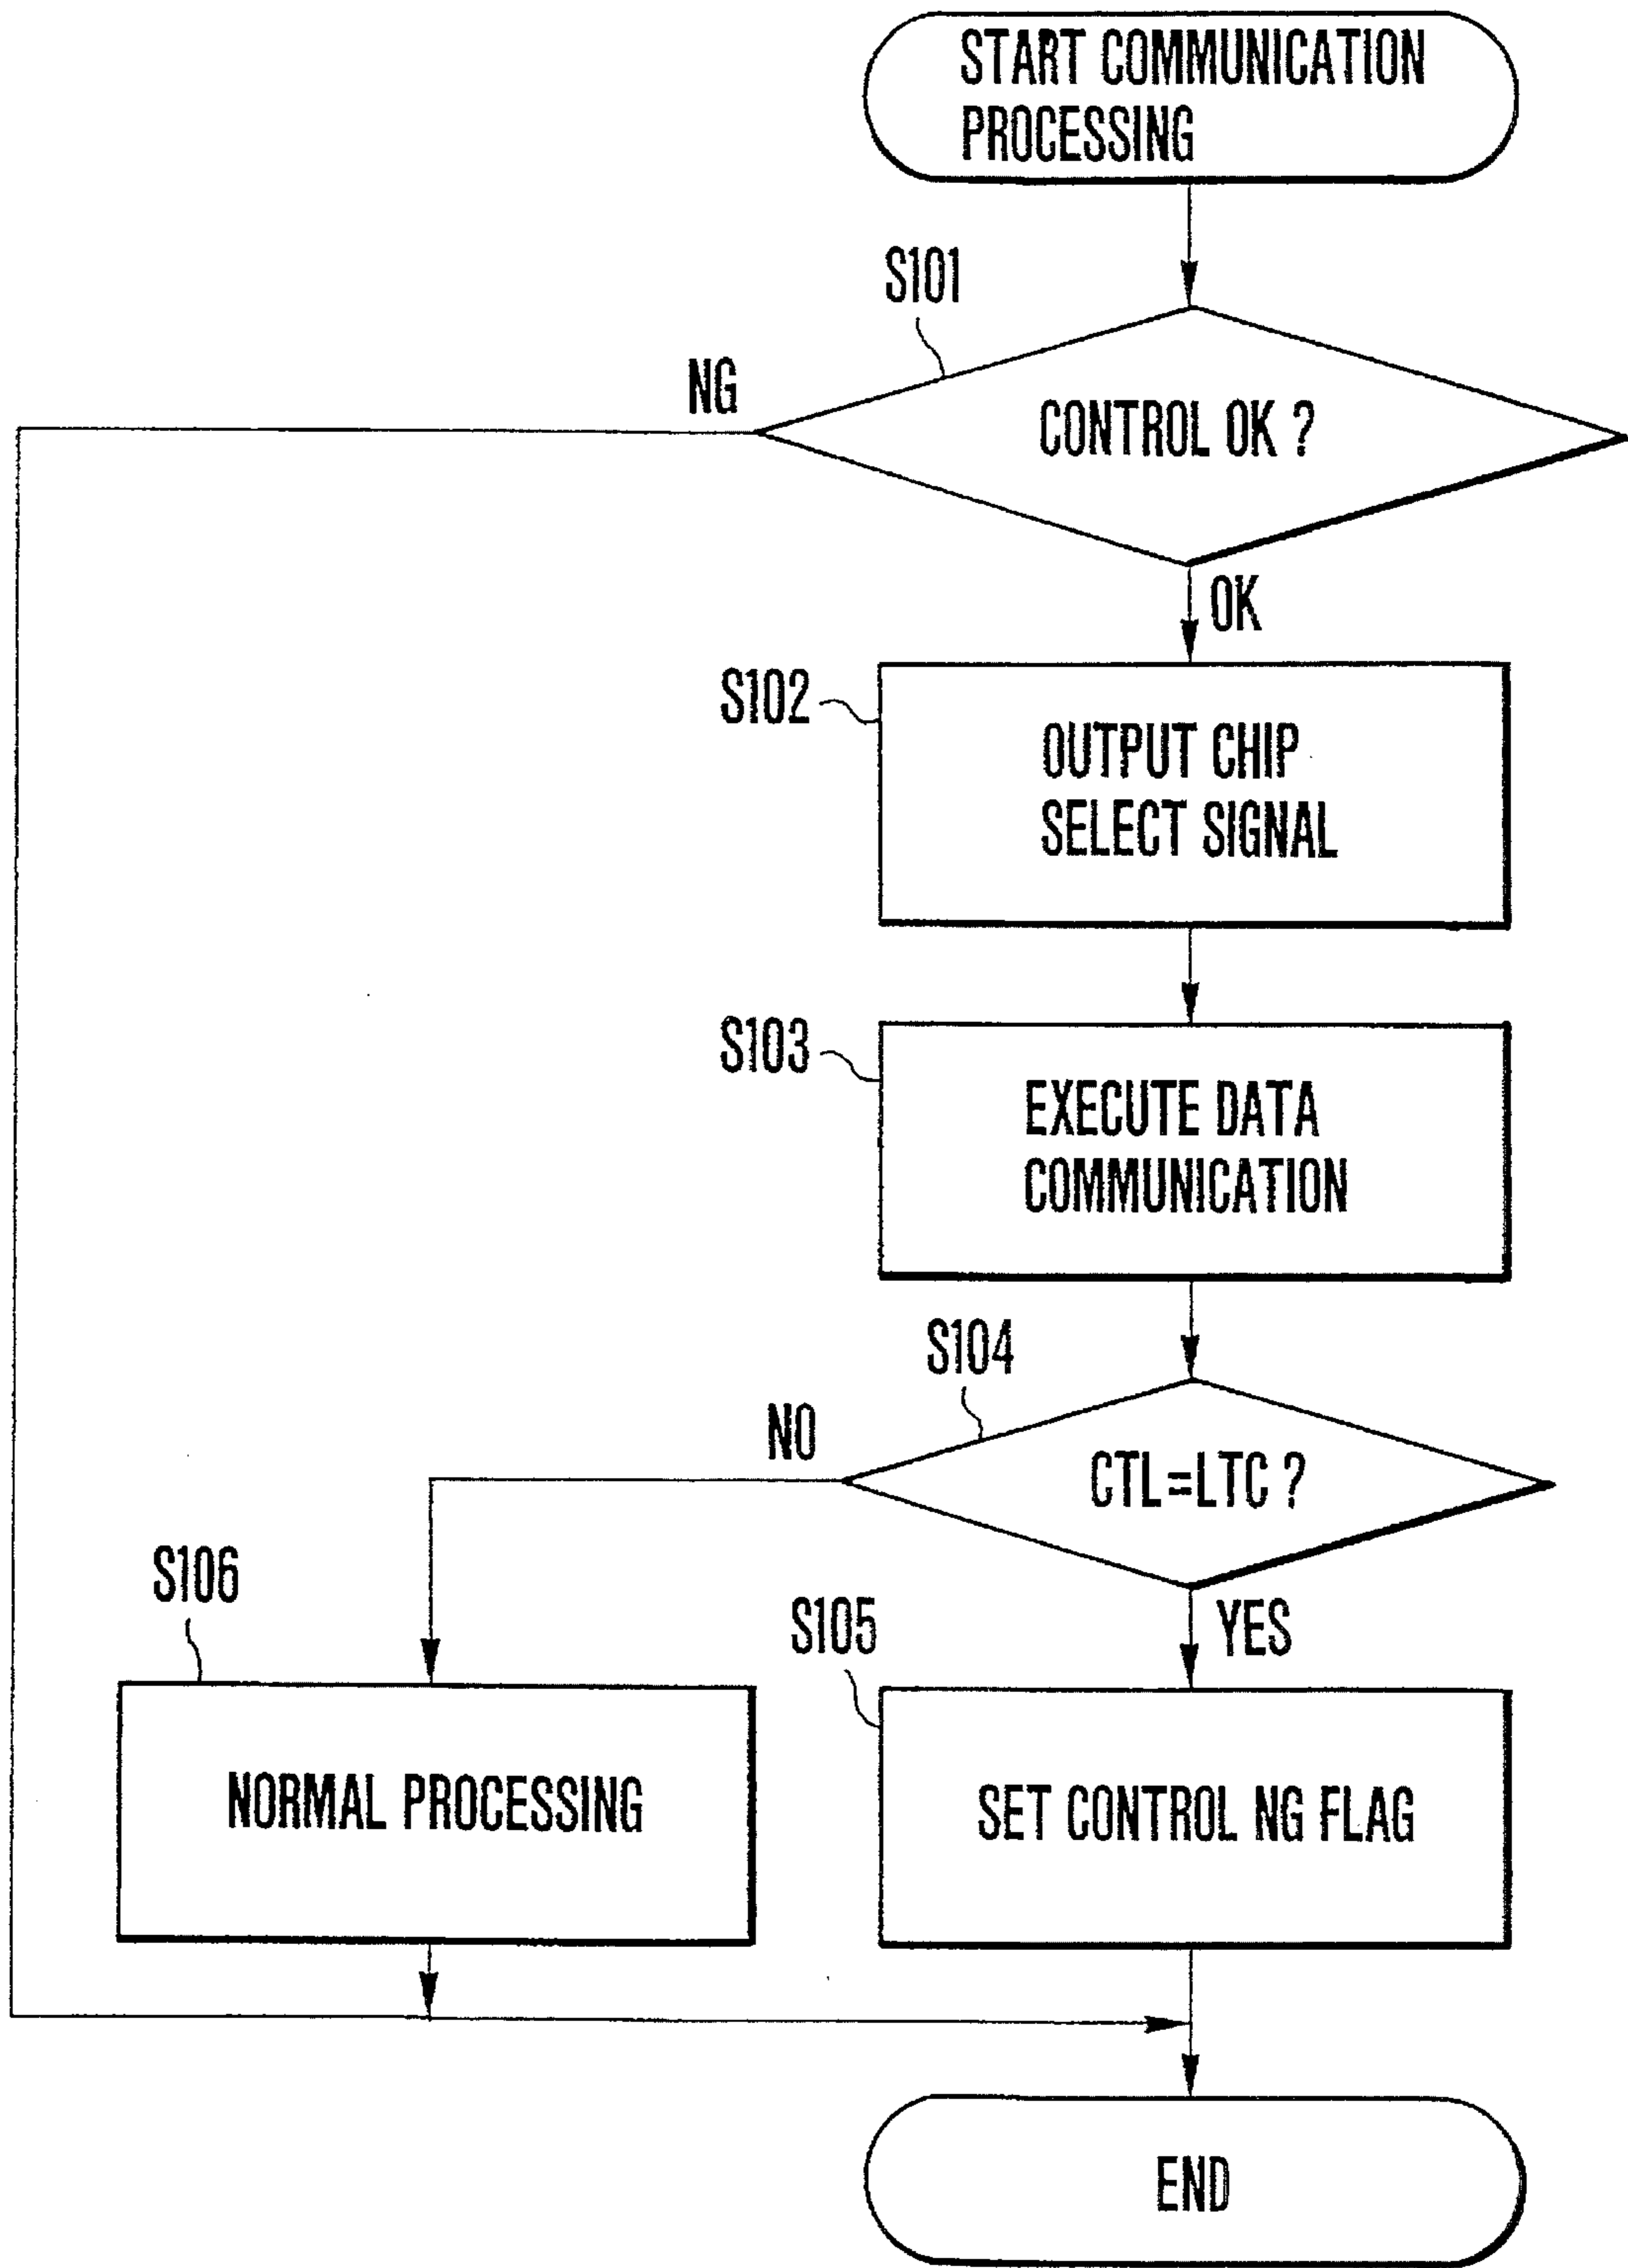 START COMMUNICATION
PROCESSING
S101
NG
CONTROL OK ?
OK
S102
OUTPUT CHIP
SELECT SIGNAL
S103
EXECUTE DATA
COMMUNICATION
S104
NO
CTL=LTC ?
YES
S106
S105
NORMAL PROCESSING
SET CONTROL NG FLAG
END